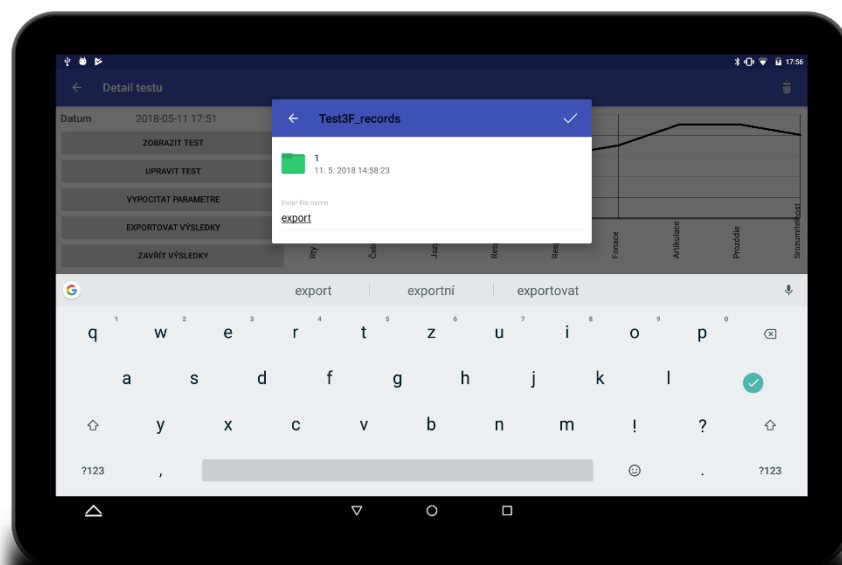 17:56
Detail testu
Datum 2018-05-11 17:51
ZOBRAZIT TEST
UPRAVIT TEST
VYPOCITAT PARAMETRE
EXPORTOVAT VÝSLEDKY
ZAVŘÍT VÝSLEDKY
Test3F_records
1
11. 5. 2018 14:58:23
Enter file name
export
Fonace
Artikulace
Prozódie
Srozumitelnost
G
export exportní exportovat
1 2 3 4 5 6 7 8 9 0
q w e r t z u i o p
a s d f g h j k l
y x c v b n m ! ?
?123 , . ?123